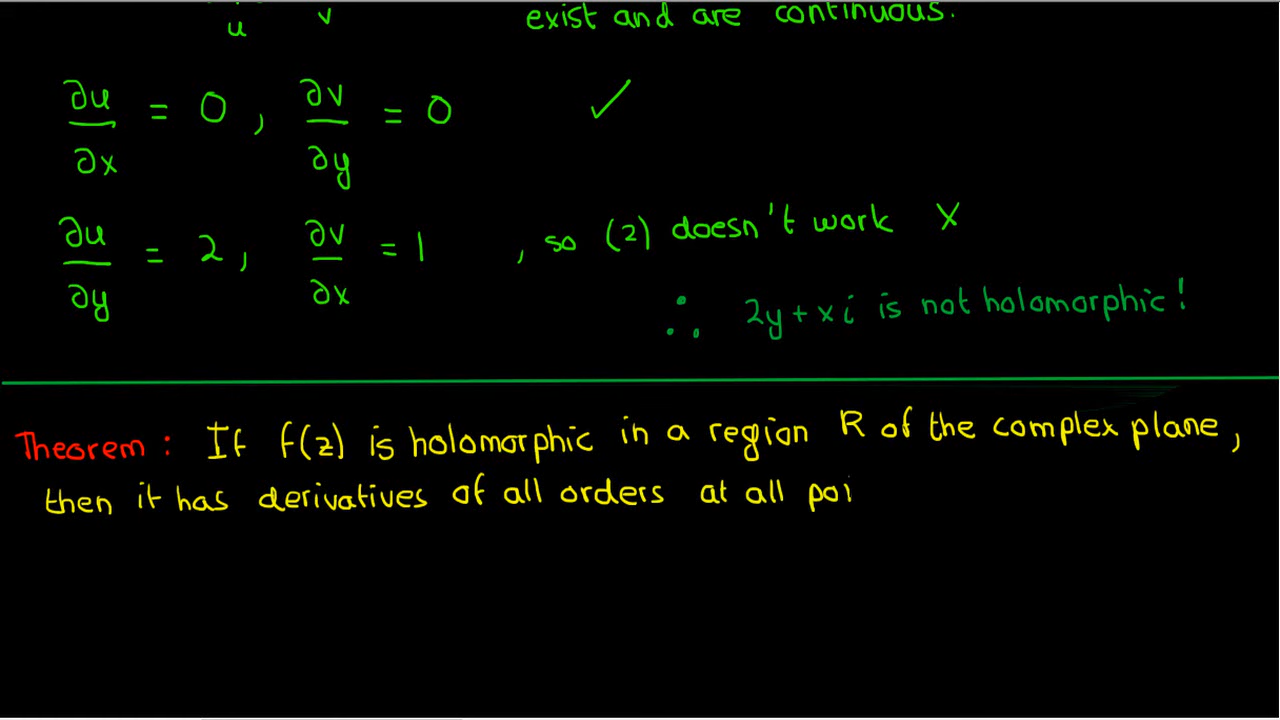 u v exist and are continuous.
∂u/∂x = 0, ∂v/∂y = 0 ✓
∂u/∂y = 2, ∂v/∂x = 1, so (2) doesn't work X
∴ 2y + xi is not holomorphic!
Theorem: If f(z) is holomorphic in a region R of the complex plane,
then it has derivatives of all orders at all poi